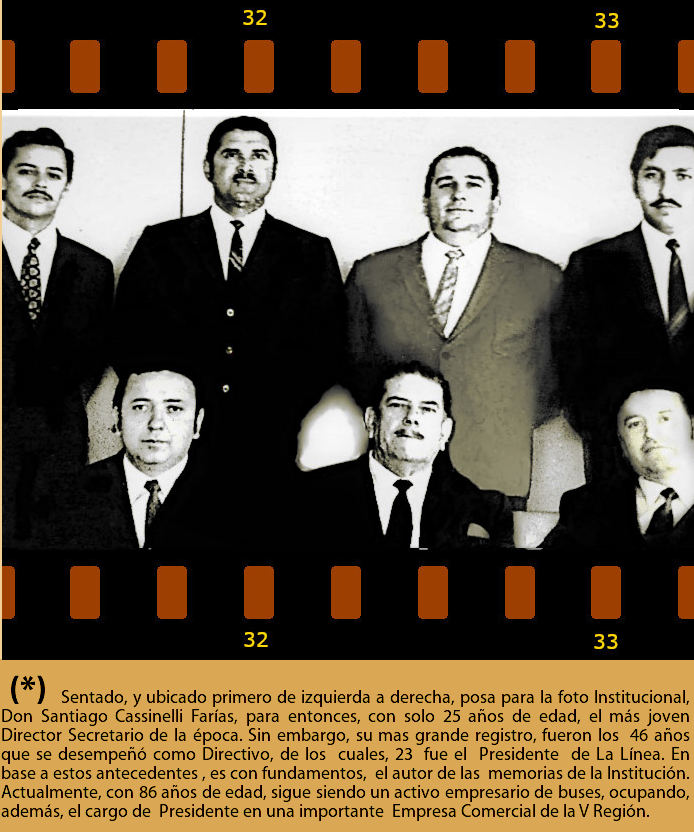 32 33
32 33
(*) Sentado, y ubicado primero de izquierda a derecha, posa para la foto Institucional,
Don Santiago Cassinelli Farías, para entonces, con solo 25 años de edad, el más joven
Director Secretario de la época. Sin embargo, su mas grande registro, fueron los 46 años
que se desempeñó como Directivo, de los cuales, 23 fue el Presidente de La Línea. En
base a estos antecedentes , es con fundamentos, el autor de las memorias de la Institución.
Actualmente, con 86 años de edad, sigue siendo un activo empresario de buses, ocupando,
además, el cargo de Presidente en una importante Empresa Comercial de la V Región.